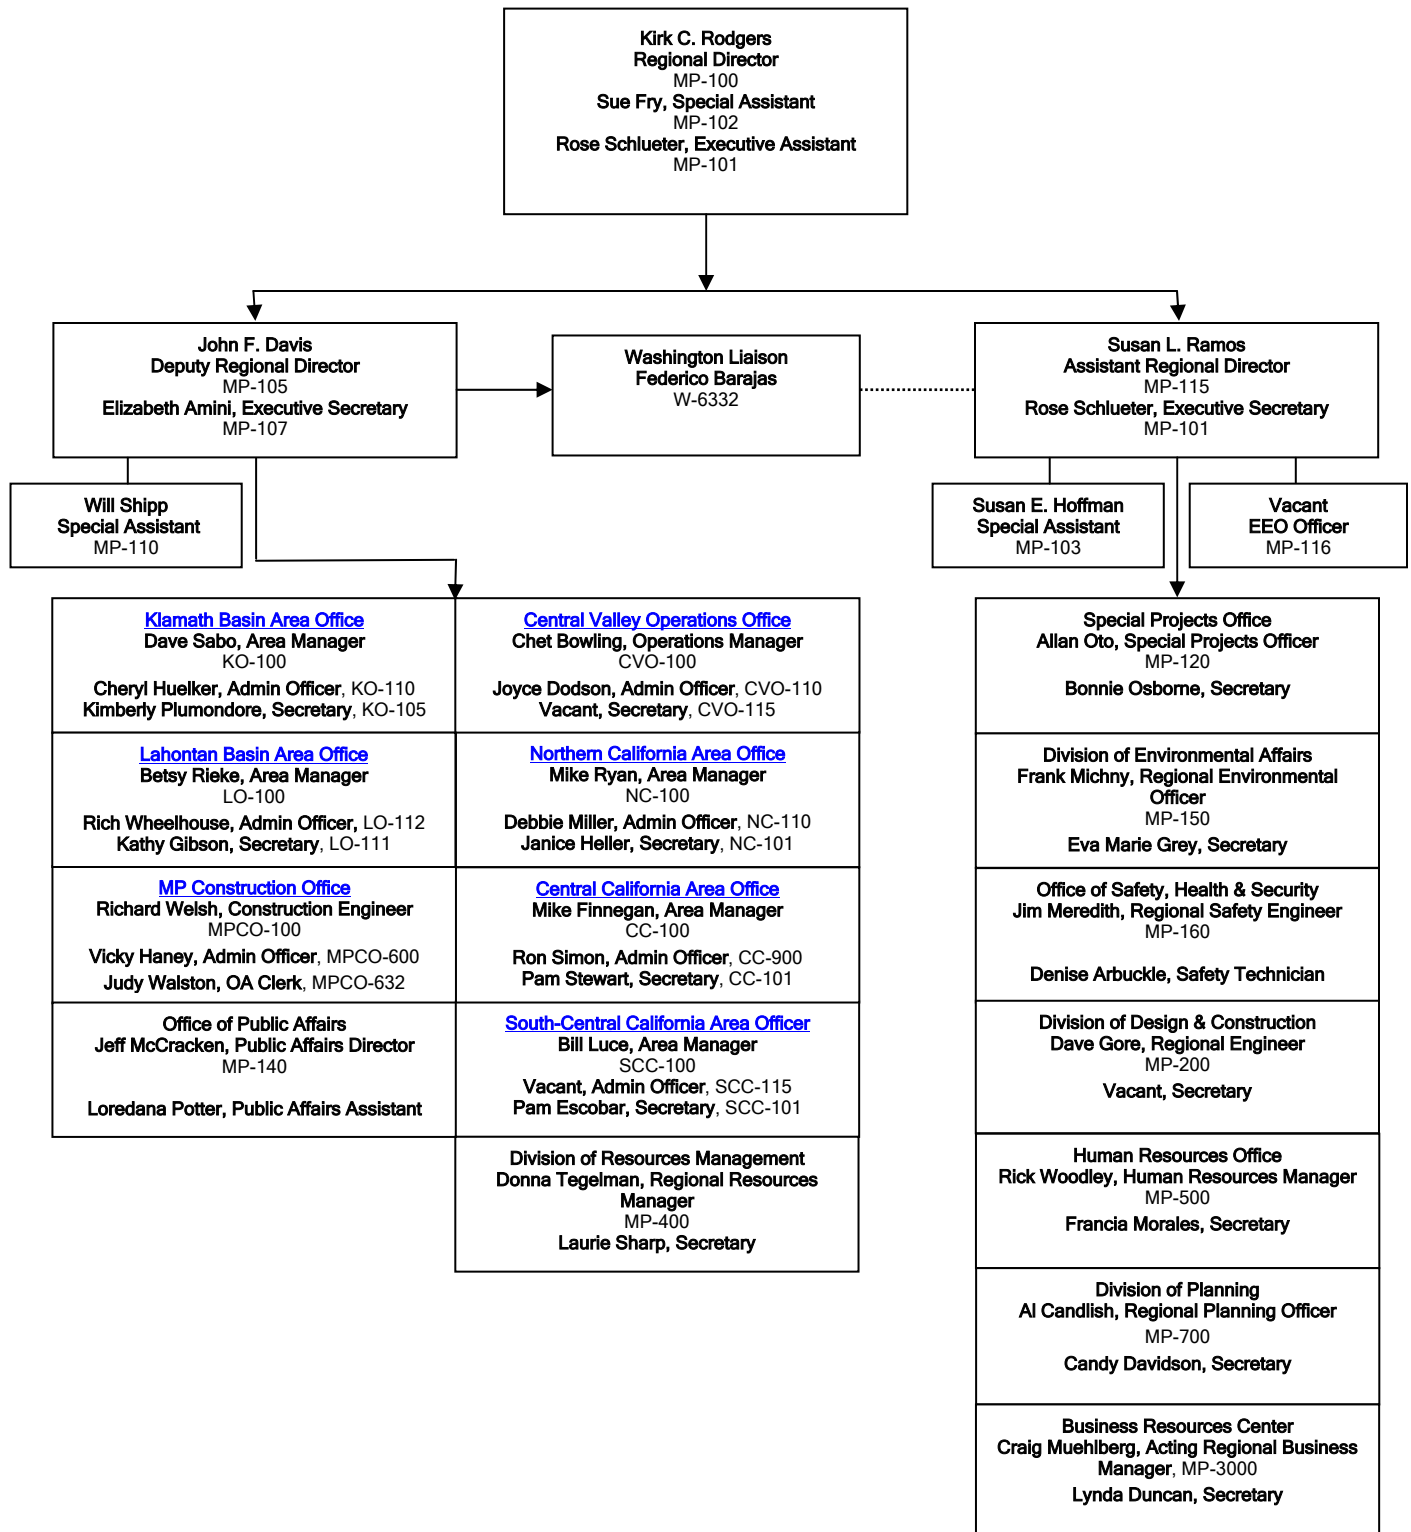 Kirk C. Rodgers
Regional Director
MP-100
Sue Fry, Special Assistant
MP-102
Rose Schlueter, Executive Assistant
MP-101
John F. Davis
Deputy Regional Director
MP-105
Elizabeth Amini, Executive Secretary
MP-107
Washington Liaison
Federico Barajas
W-6332
Susan L. Ramos
Assistant Regional Director
MP-115
Rose Schlueter, Executive Secretary
MP-101
Will Shipp
Special Assistant
MP-110
Susan E. Hoffman
Special Assistant
MP-103
Vacant
EEO Officer
MP-116
Klamath Basin Area Office
Dave Sabo, Area Manager
KO-100
Cheryl Huelker, Admin Officer, KO-110
Kimberly Plumondore, Secretary, KO-105
Lahontan Basin Area Office
Betsy Rieke, Area Manager
LO-100
Rich Wheelhouse, Admin Officer, LO-112
Kathy Gibson, Secretary, LO-111
MP Construction Office
Richard Welsh, Construction Engineer
MPCO-100
Vicky Haney, Admin Officer, MPCO-600
Judy Walston, OA Clerk, MPCO-632
Office of Public Affairs
Jeff McCracken, Public Affairs Director
MP-140
Loredana Potter, Public Affairs Assistant
Central Valley Operations Office
Chet Bowling, Operations Manager
CVO-100
Joyce Dodson, Admin Officer, CVO-110
Vacant, Secretary, CVO-115
Northern California Area Office
Mike Ryan, Area Manager
NC-100
Debbie Miller, Admin Officer, NC-110
Janice Heller, Secretary, NC-101
Central California Area Office
Mike Finnegan, Area Manager
CC-100
Ron Simon, Admin Officer, CC-900
Pam Stewart, Secretary, CC-101
South-Central California Area Officer
Bill Luce, Area Manager
SCC-100
Vacant, Admin Officer, SCC-115
Pam Escobar, Secretary, SCC-101
Division of Resources Management
Donna Tegelman, Regional Resources
Manager
MP-400
Laurie Sharp, Secretary
Special Projects Office
Allan Oto, Special Projects Officer
MP-120
Bonnie Osborne, Secretary
Division of Environmental Affairs
Frank Michny, Regional Environmental
Officer
MP-150
Eva Marie Grey, Secretary
Office of Safety, Health & Security
Jim Meredith, Regional Safety Engineer
MP-160
Denise Arbuckle, Safety Technician
Division of Design & Construction
Dave Gore, Regional Engineer
MP-200
Vacant, Secretary
Human Resources Office
Rick Woodley, Human Resources Manager
MP-500
Francia Morales, Secretary
Division of Planning
Al Candlish, Regional Planning Officer
MP-700
Candy Davidson, Secretary
Business Resources Center
Craig Muehlberg, Acting Regional Business
Manager, MP-3000
Lynda Duncan, Secretary